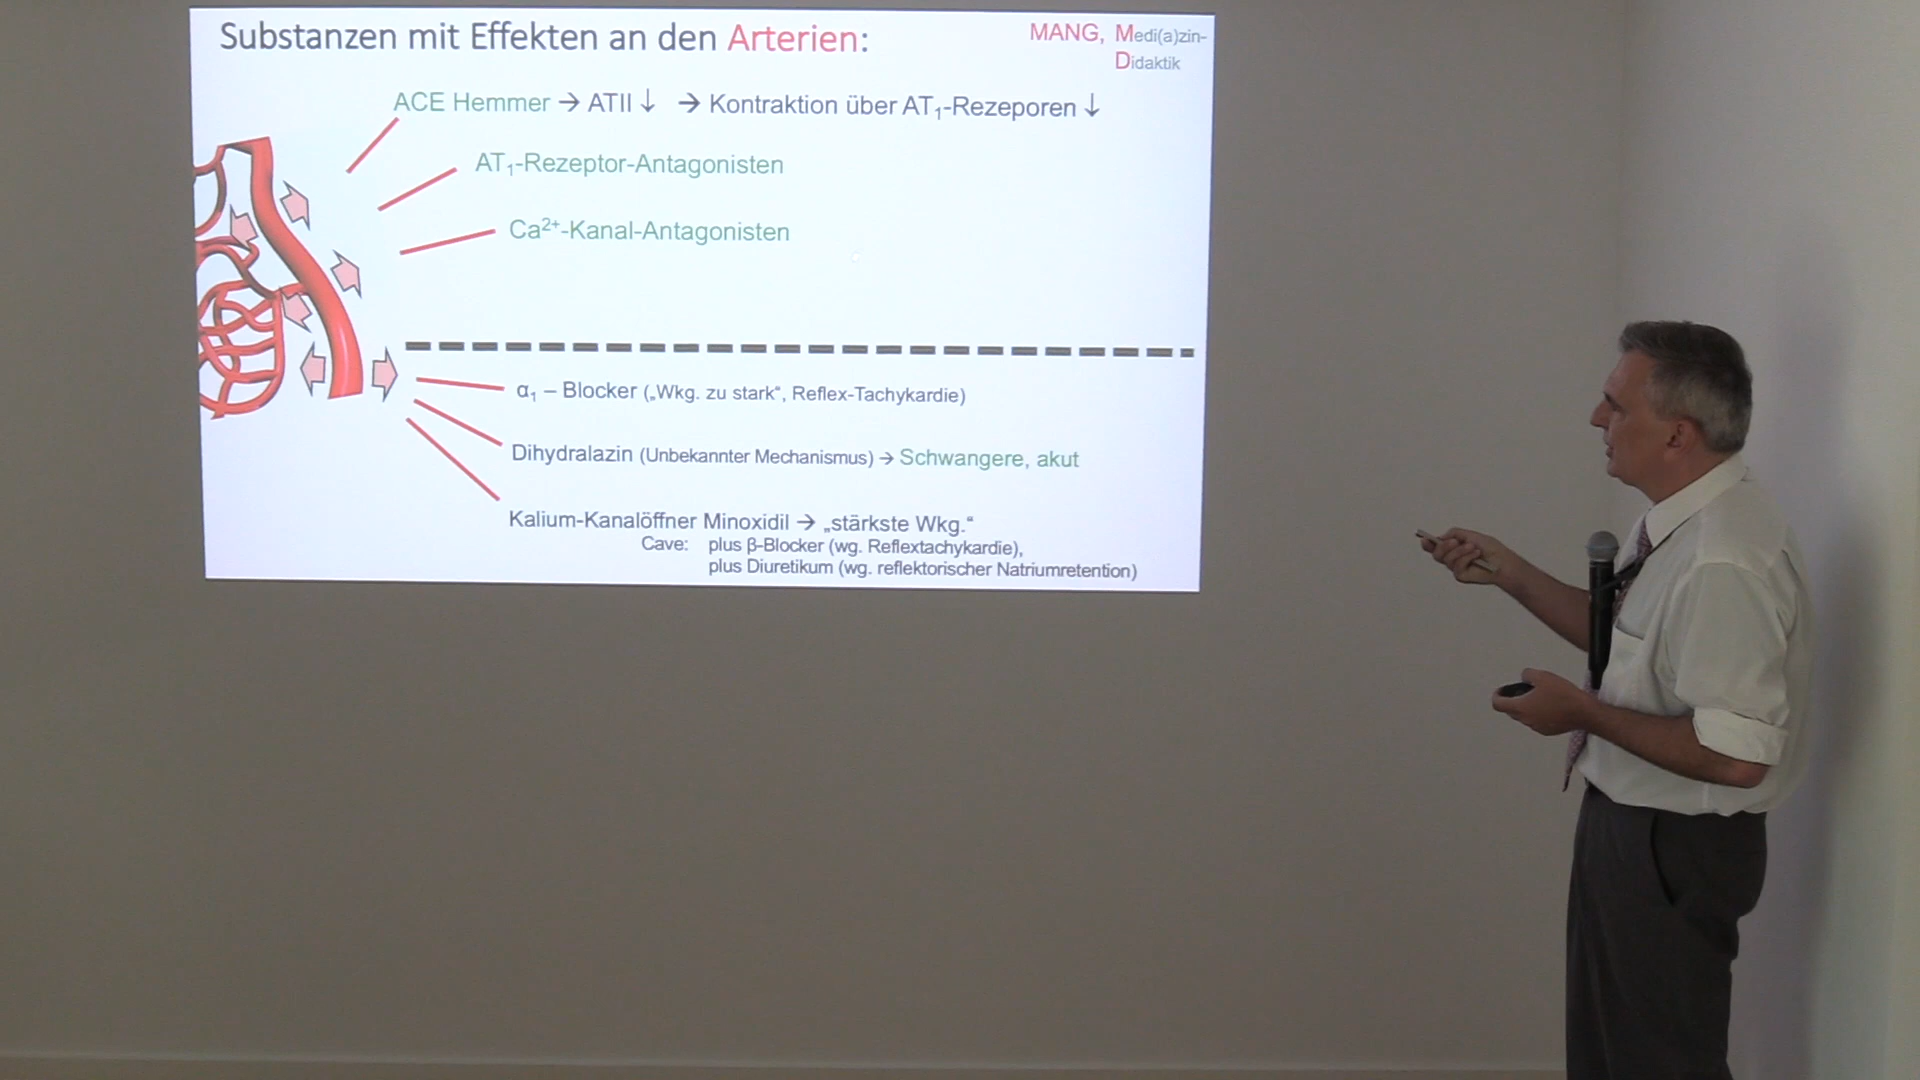 Substanzen mit Effekten an den Arterien:
MANG, Medi(a)zin-
Didaktik
ACE Hemmer → ATII ↓ → Kontraktion über AT₁-Rezeporen ↓
AT₁-Rezeptor-Antagonisten
Ca²⁺-Kanal-Antagonisten
α₁ – Blocker („Wkg. zu stark“, Reflex-Tachykardie)
Dihydralazin (Unbekannter Mechanismus) → Schwangere, akut
Kalium-Kanalöffner Minoxidil → „stärkste Wkg.“
Cave: plus β-Blocker (wg. Reflextachykardie),
plus Diuretikum (wg. reflektorischer Natriumretention)